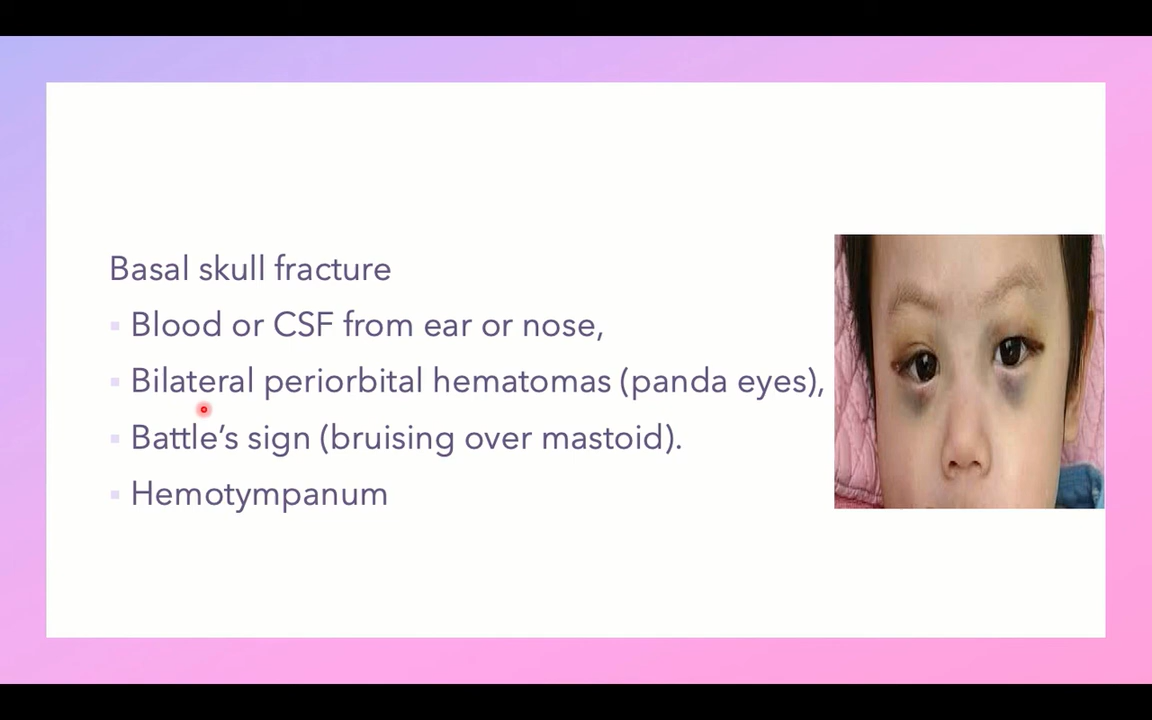 Basal skull fracture
Blood or CSF from ear or nose,
Bilateral periorbital hematomas (panda eyes),
Battle’s sign (bruising over mastoid).
Hemotympanum